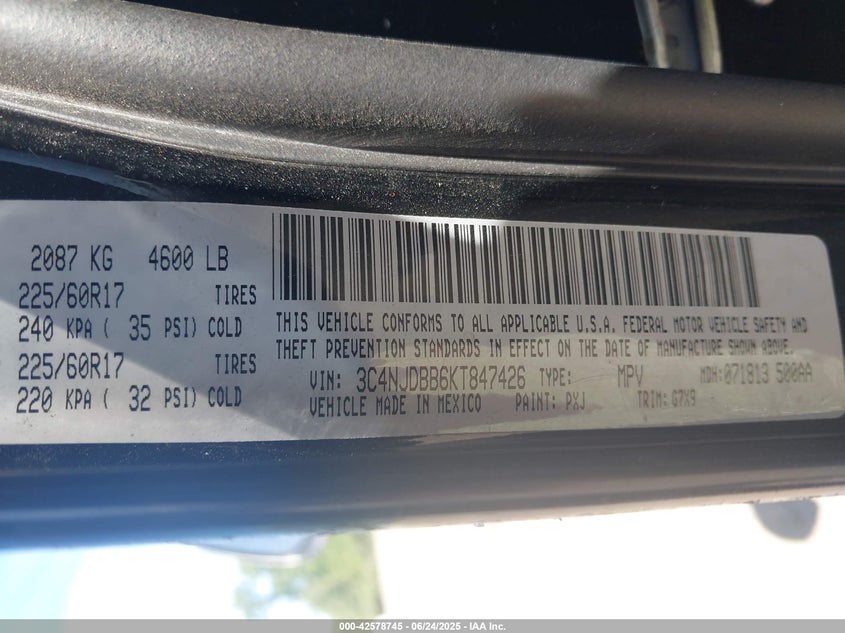 2087 KG 4600 LB
225/60R17 TIRES
240 KPA ( 35 PSI) COLD
225/60R17 TIRES
220 KPA ( 32 PSI) COLD
THIS VEHICLE CONFORMS TO ALL APPLICABLE U.S.A. FEDERAL MOTOR VEHICLE SAFETY AND
THEFT PREVENTION STANDARDS IN EFFECT ON THE DATE OF MANUFACTURE SHOWN ABOVE.
VIN: 3C4NJDBB6KT847426 TYPE: MPV MDH:071813 500AA
VEHICLE MADE IN MEXICO PAINT: PXJ TRIM: G7X9
000-42578745 - 06/24/2025 - IAA Inc.